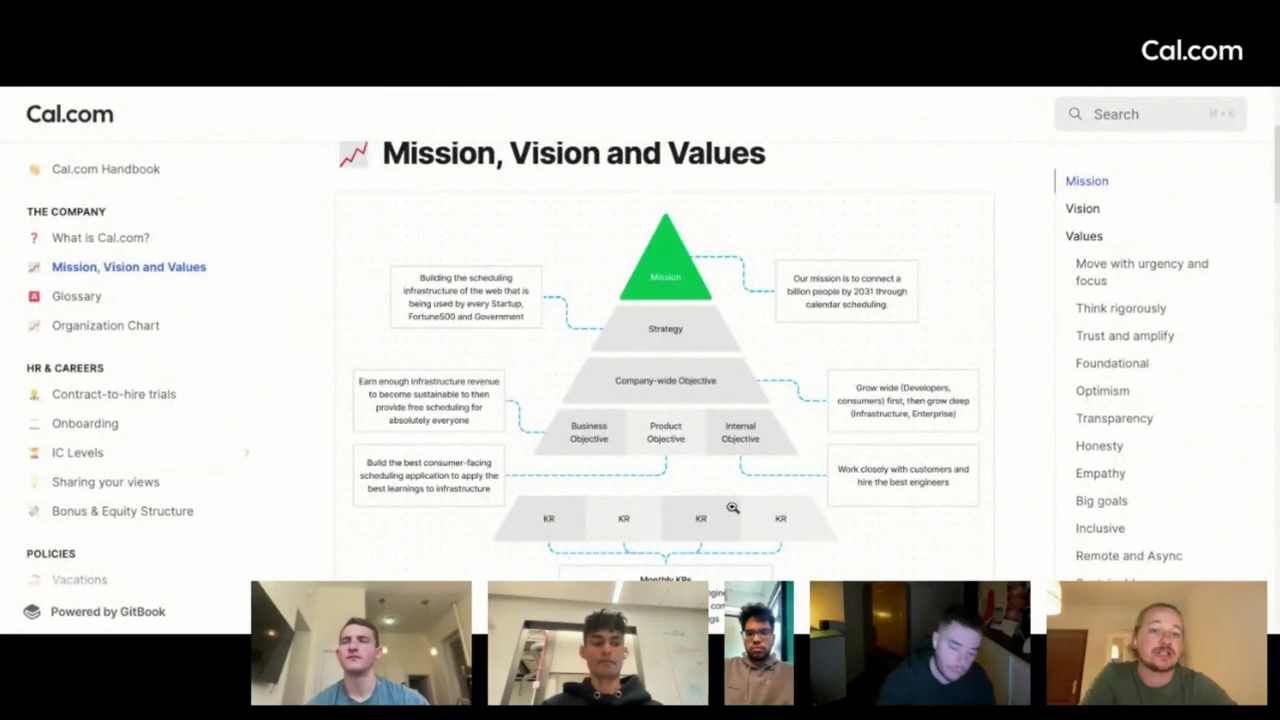 Cal.com
Cal.com
Search
⌘ + K
Cal.com Handbook
THE COMPANY
What is Cal.com?
Mission, Vision and Values
Glossary
Organization Chart
HR & CAREERS
Contract-to-hire trials
Onboarding
IC Levels
Sharing your views
Bonus & Equity Structure
POLICIES
Vacations
Powered by GitBook
Mission, Vision and Values
Mission
Building the scheduling
infrastructure of the web that is
being used by every Startup,
Fortune500 and Government
Our mission is to connect a
billion people by 2031 through
calendar scheduling.
Strategy
Company-wide Objective
Earn enough infrastructure revenue
to become sustainable to then
provide free scheduling for
absolutely everyone
Grow wide (Developers,
consumers) first, then grow deep
(Infrastructure, Enterprise)
Business
Objective
Product
Objective
Internal
Objective
Build the best consumer-facing
scheduling application to apply the
best learnings to infrastructure
Work closely with customers and
hire the best engineers
KR
KR
KR
KR
Monthly KRs
Mission
Vision
Values
Move with urgency and
focus
Think rigorously
Trust and amplify
Foundational
Optimism
Transparency
Honesty
Empathy
Big goals
Inclusive
Remote and Async